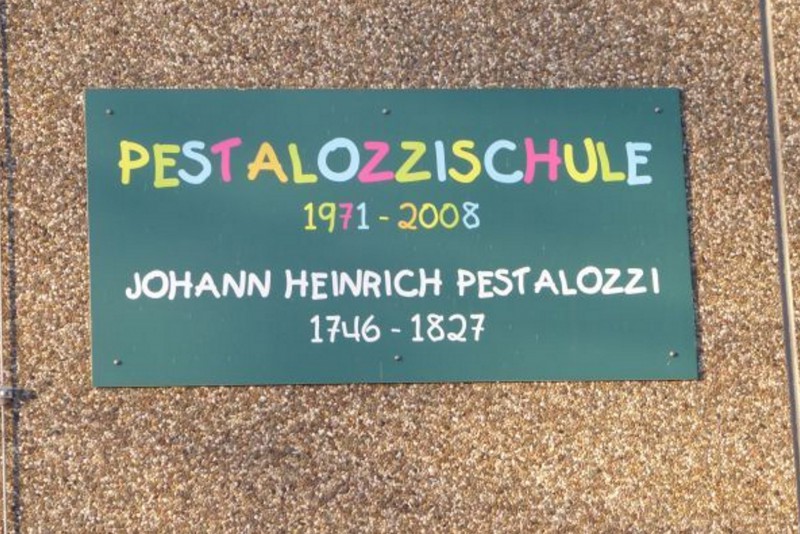 PESTALOZZISCHULE
1971 - 2008
JOHANN HEINRICH PESTALOZZI
1746 - 1827